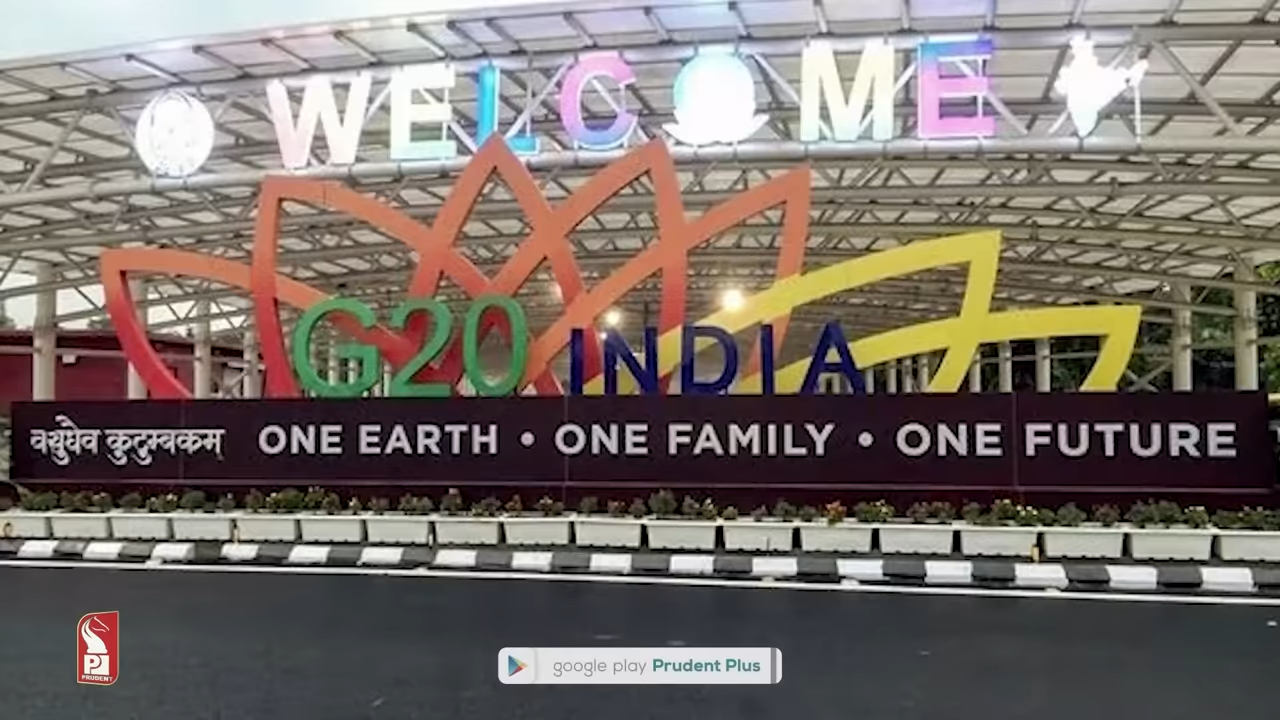 WELCOME
G20 INDIA
वसुधैव कुटुम्बकम् ONE EARTH • ONE FAMILY • ONE FUTURE
PRUDENT
google play Prudent Plus